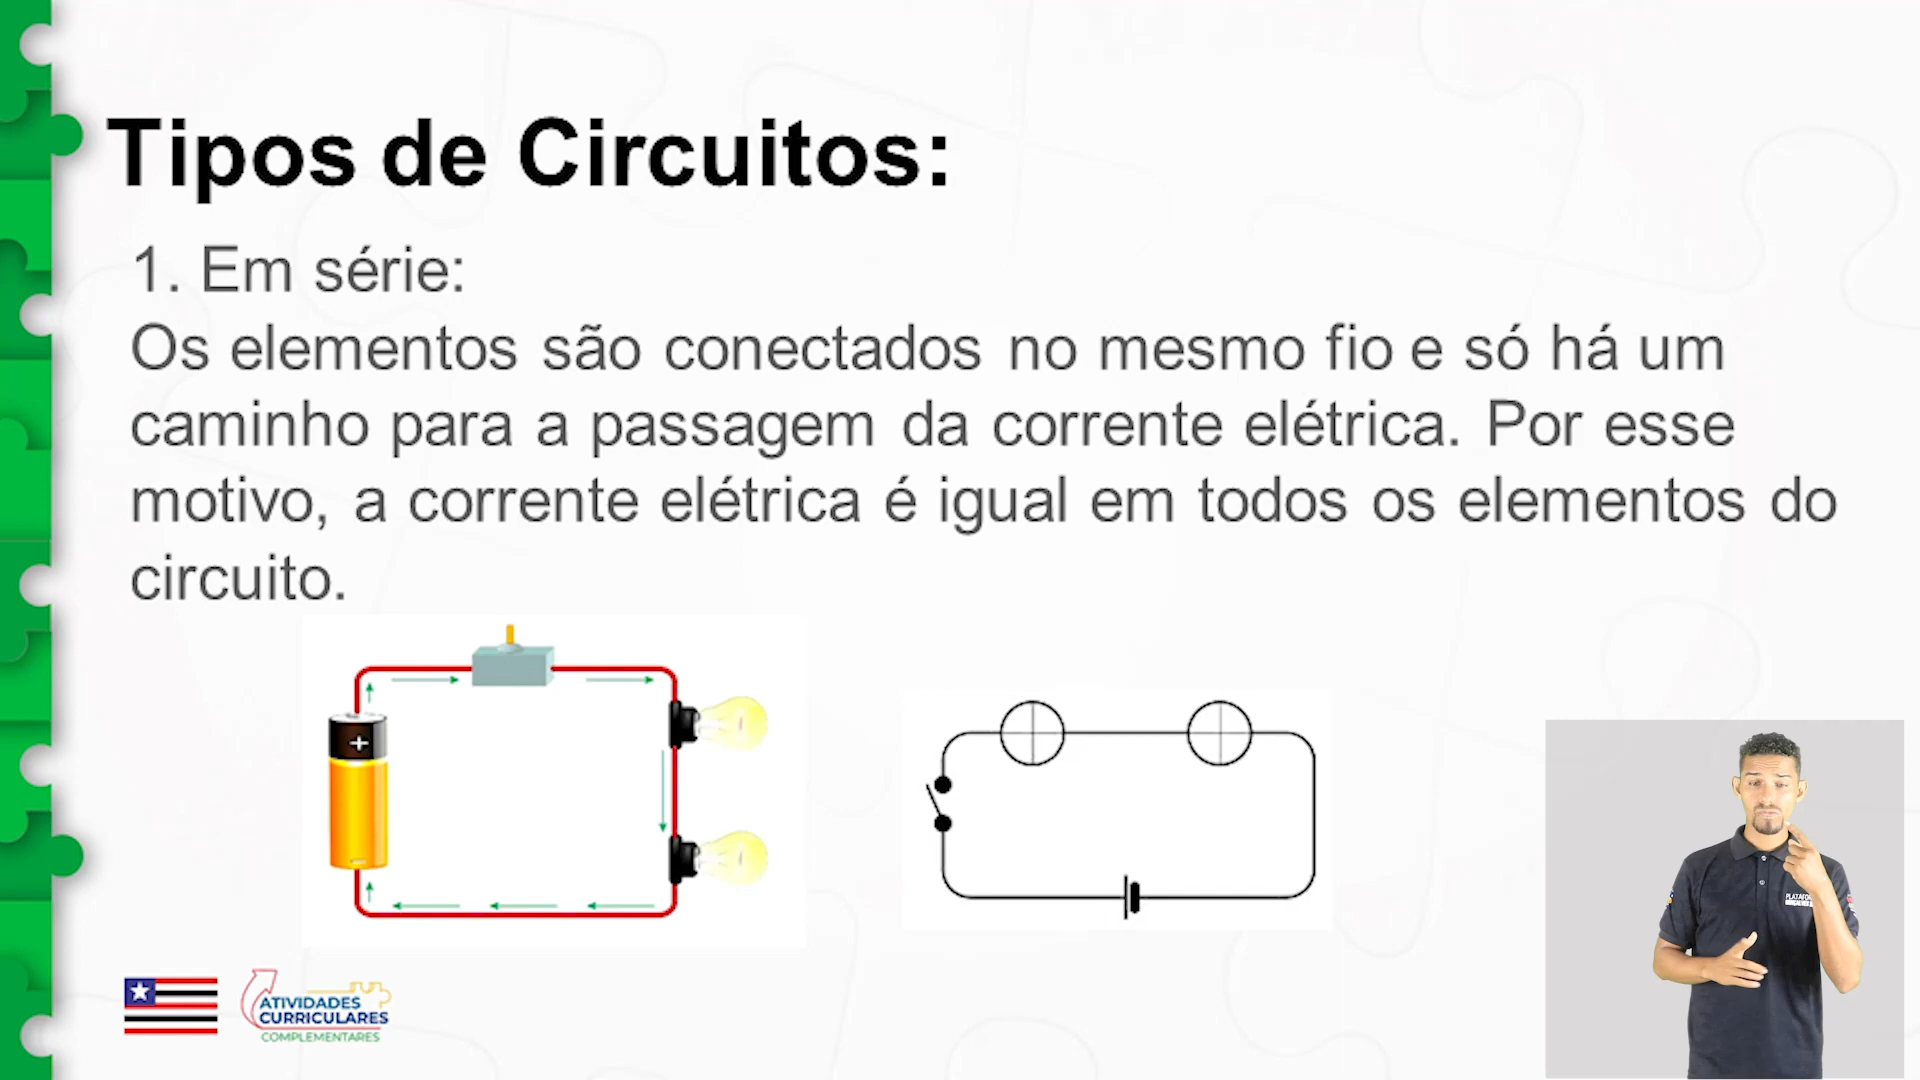 Tipos de Circuitos:
1. Em série:
Os elementos são conectados no mesmo fio e só há um
caminho para a passagem da corrente elétrica. Por esse
motivo, a corrente elétrica é igual em todos os elementos do
circuito.
+
ATIVIDADES
CURRICULARES
COMPLEMENTARES